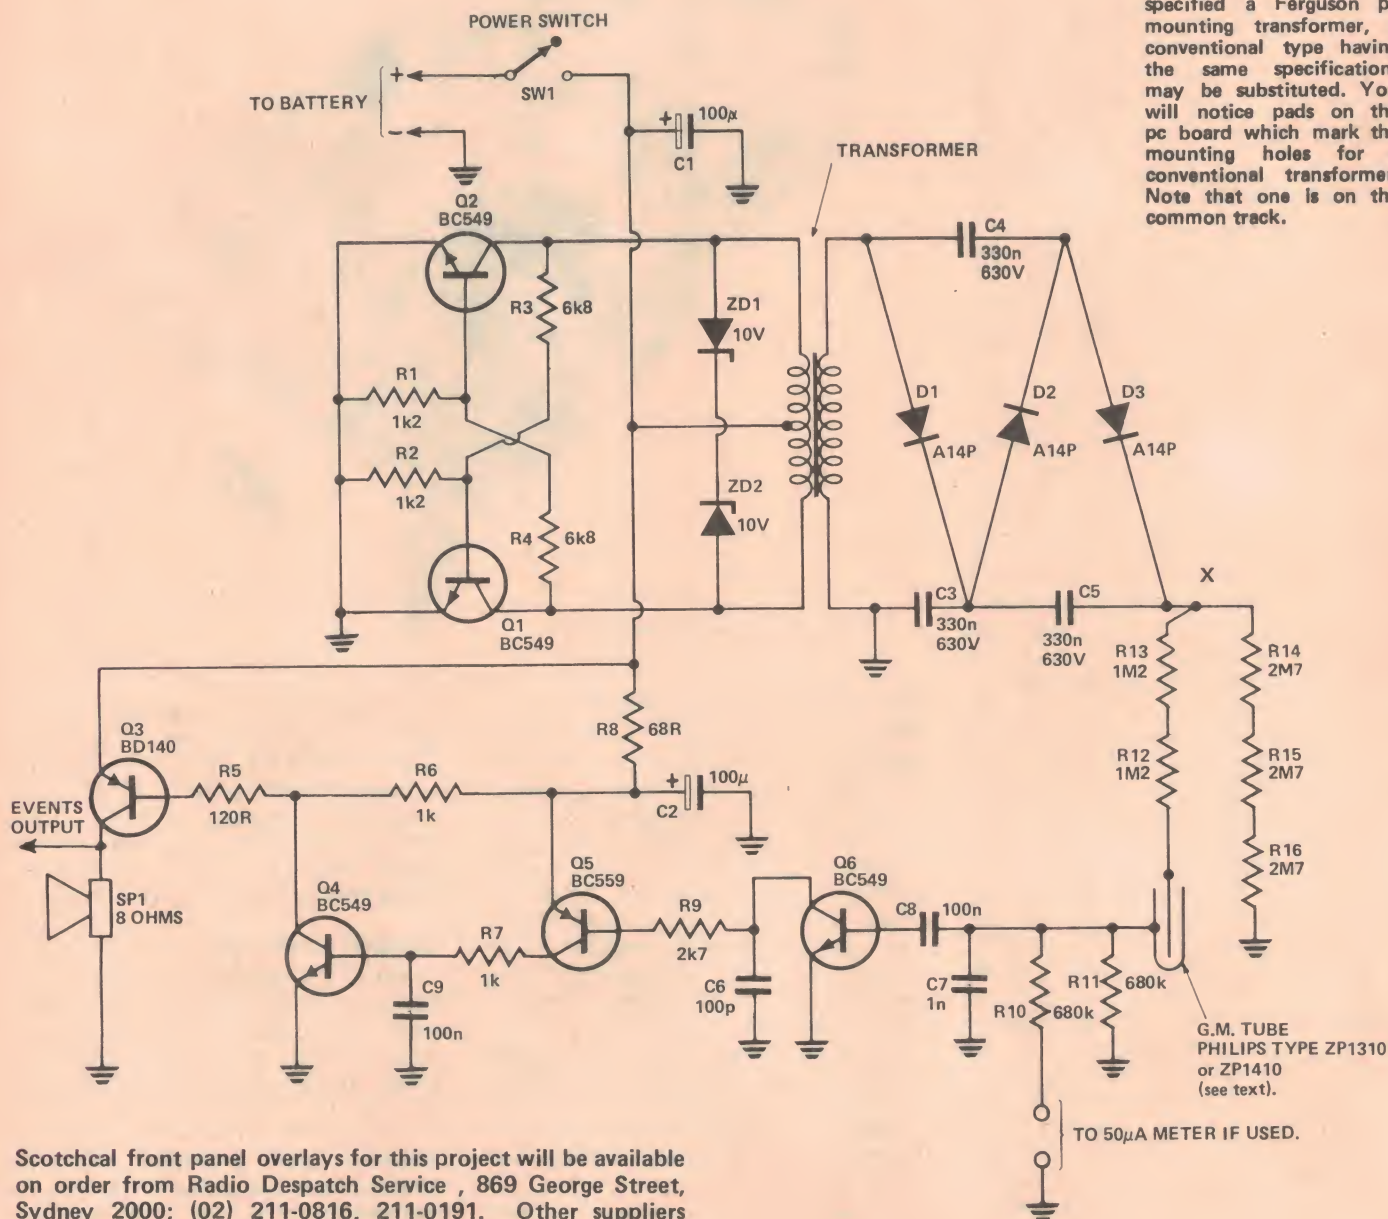 specified a Ferguson
mounting transformer,
conventional type
the same
may be substituted.
will notice pads on
pc board which mark
mounting holes for
conventional
Note that one is on
common track.
POWER SWITCH
TO BATTERY
+
-
SW1
+
100µ
C1
TRANSFORMER
Q2
BC549
C4
330n
630V
R3
6k8
ZD1
10V
R1
1k2
D1
A14P
D2
A14P
D3
A14P
R2
1k2
ZD2
10V
R4
6k8
Q1
BC549
C3
330n
630V
C5
330n
630V
X
R13
1M2
R14
2M7
Q3
BD140
R8
68R
R12
1M2
R15
2M7
R5
120R
R6
1k
+
100µ
C2
EVENTS
OUTPUT
R16
2M7
SP1
8 OHMS
Q4
BC549
Q5
BC559
Q6
BC549
R9
2k7
C8
100n
R7
1k
C9
100n
C6
100p
C7
1n
R10
680k
R11
680k
G.M. TUBE
PHILIPS TYPE ZP1310
or ZP1410
(see text).
TO 50µA METER IF USED.
Scotchcal front panel overlays for this project will be available
on order from Radio Despatch Service , 869 George Street,
Sydney 2000; (02) 211-0816, 211-0191. Other suppliers